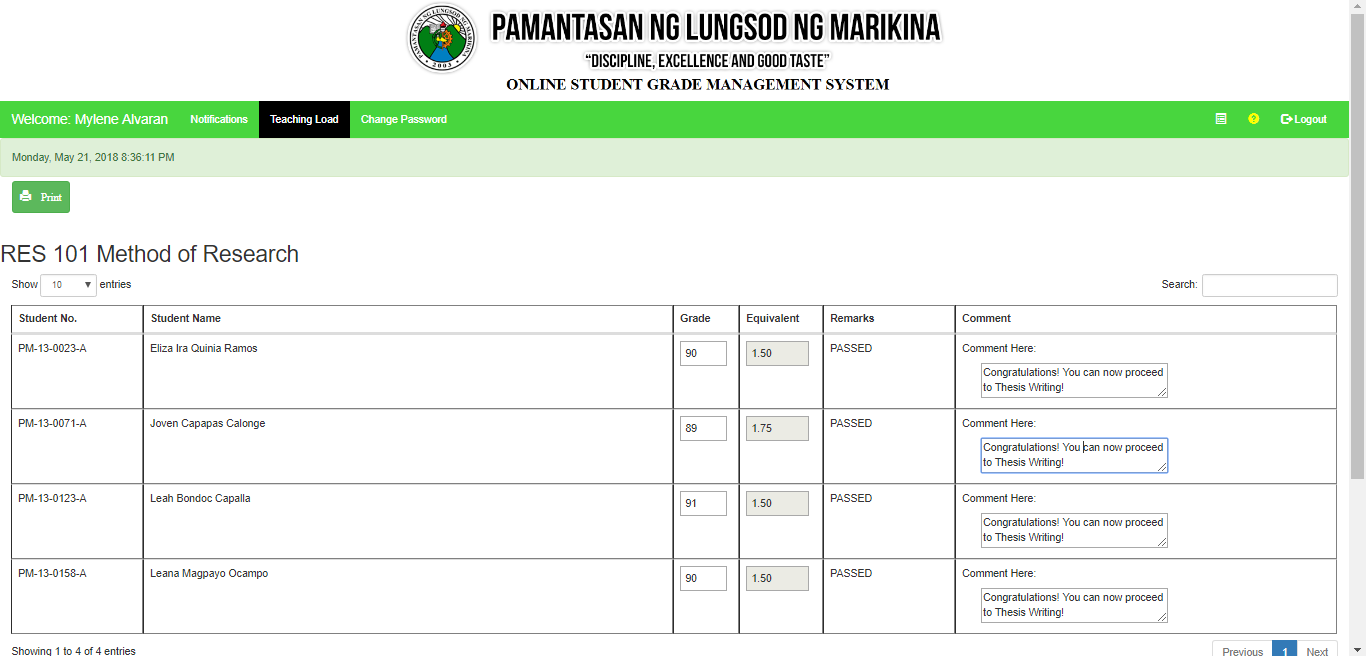 PAMANTASAN NG LUNGSOD NG MARIKINA
2003
PAMANTASAN NG LUNGSOD NG MARIKINA
“DISCIPLINE, EXCELLENCE AND GOOD TASTE”
ONLINE STUDENT GRADE MANAGEMENT SYSTEM
Welcome: Mylene Alvaran Notifications Teaching Load Change Password ? Logout
Monday, May 21, 2018 8:36:11 PM
Print
RES 101 Method of Research
Show 10 entries Search:
Student No. Student Name Grade Equivalent Remarks Comment
PM-13-0023-A Eliza Ira Quinia Ramos 90 1.50 PASSED Comment Here:
Congratulations! You can now proceed
to Thesis Writing!
PM-13-0071-A Joven Capapas Calonge 89 1.75 PASSED Comment Here:
Congratulations! You can now proceed
to Thesis Writing!
PM-13-0123-A Leah Bondoc Capalla 91 1.50 PASSED Comment Here:
Congratulations! You can now proceed
to Thesis Writing!
PM-13-0158-A Leana Magpayo Ocampo 90 1.50 PASSED Comment Here:
Congratulations! You can now proceed
to Thesis Writing!
Showing 1 to 4 of 4 entries Previous 1 Next